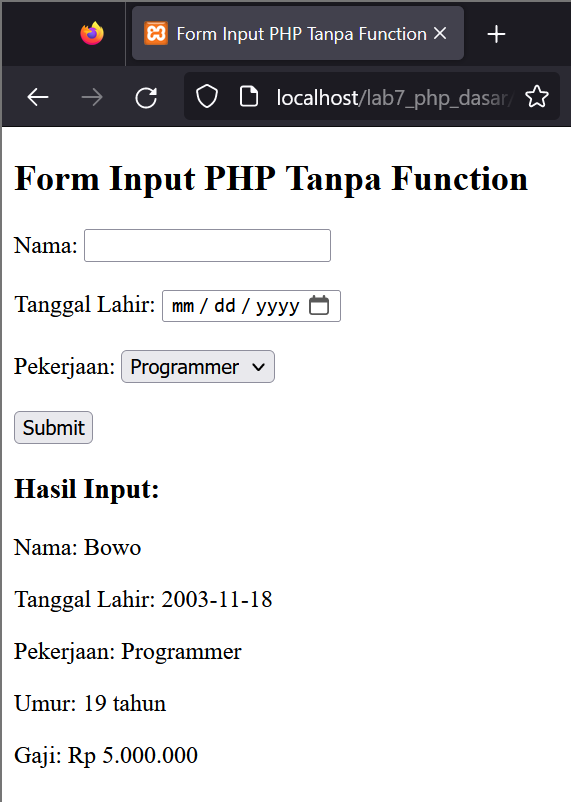 Form Input PHP Tanpa Function
localhost/lab7_php_dasar/
Form Input PHP Tanpa Function
Nama:
Tanggal Lahir: mm / dd / yyyy
Pekerjaan: Programmer
Submit
Hasil Input:
Nama: Bowo
Tanggal Lahir: 2003-11-18
Pekerjaan: Programmer
Umur: 19 tahun
Gaji: Rp 5.000.000